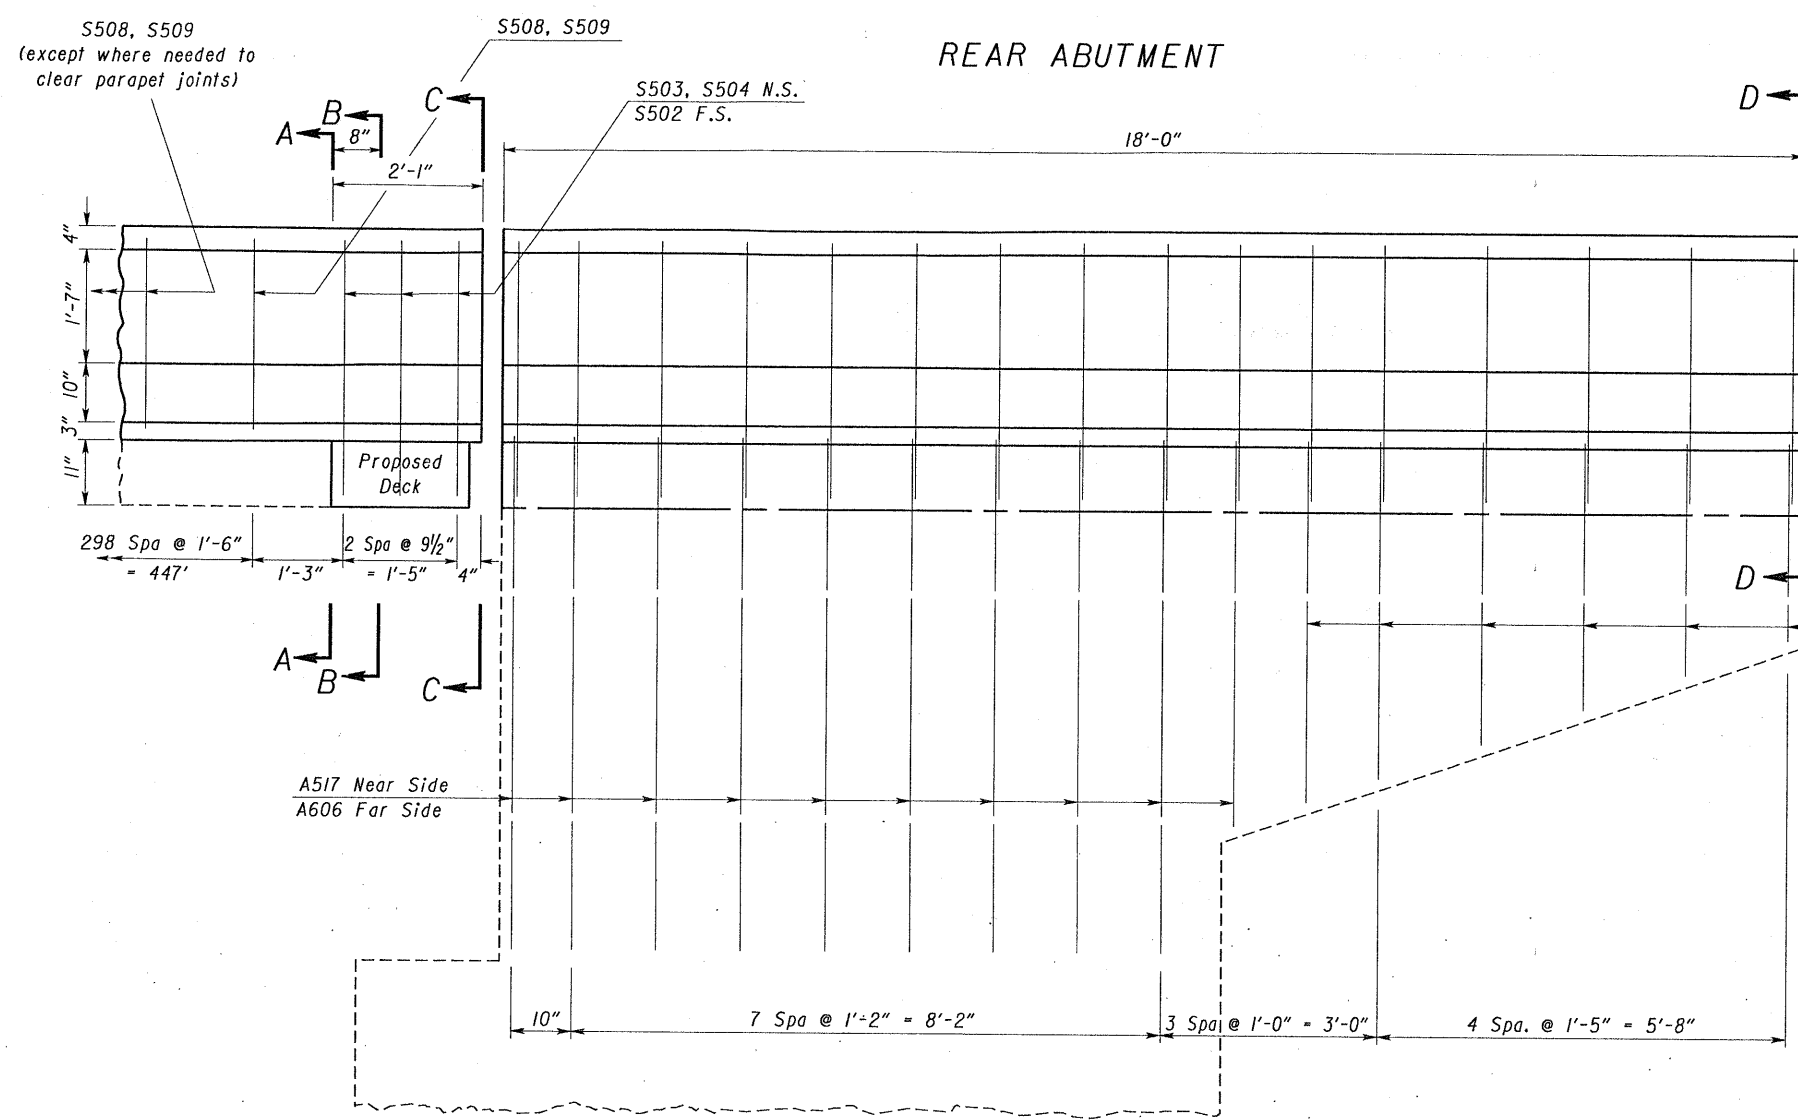 S508, S509
(except where needed to
clear parapet joints)
S508, S509
REAR ABUTMENT
S503, S504 N.S.
S502 F.S.
A
B
C
D
8"
2'-1"
18'-0"
4"
1'-7"
10"
3"
11"
Proposed
Deck
298 Spa @ 1'-6"
= 447'
1'-3"
2 Spa @ 9½"
= 1'-5"
4"
D
A
B
C
A517 Near Side
A606 Far Side
10"
7 Spa @ 1'-2" = 8'-2"
3 Spa @ 1'-0" = 3'-0"
4 Spa. @ 1'-5" = 5'-8"